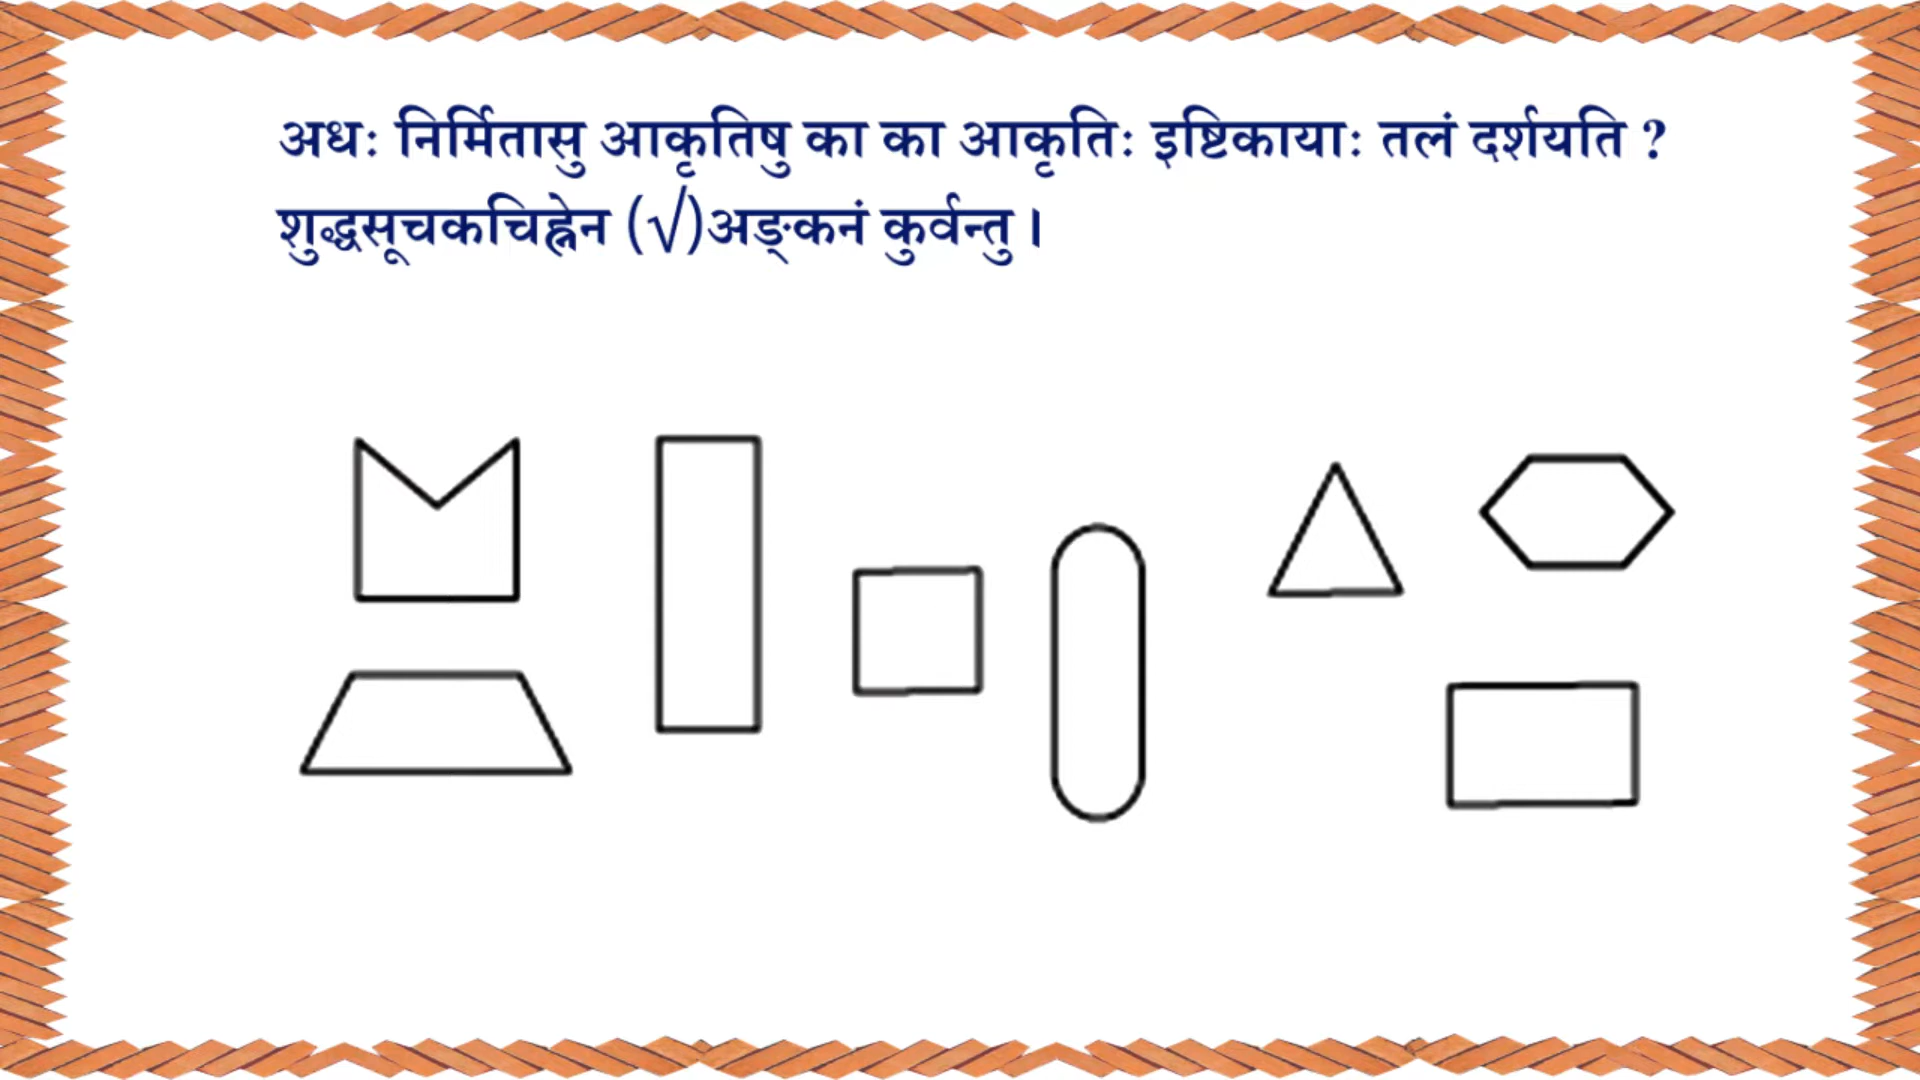 अधः निर्मितासु आकृतिषु का का आकृतिः इष्टिकायाः तलं दर्शयति ?
शुद्धसूचकचिह्नेन (√)अङ्कनं कुर्वन्तु ।